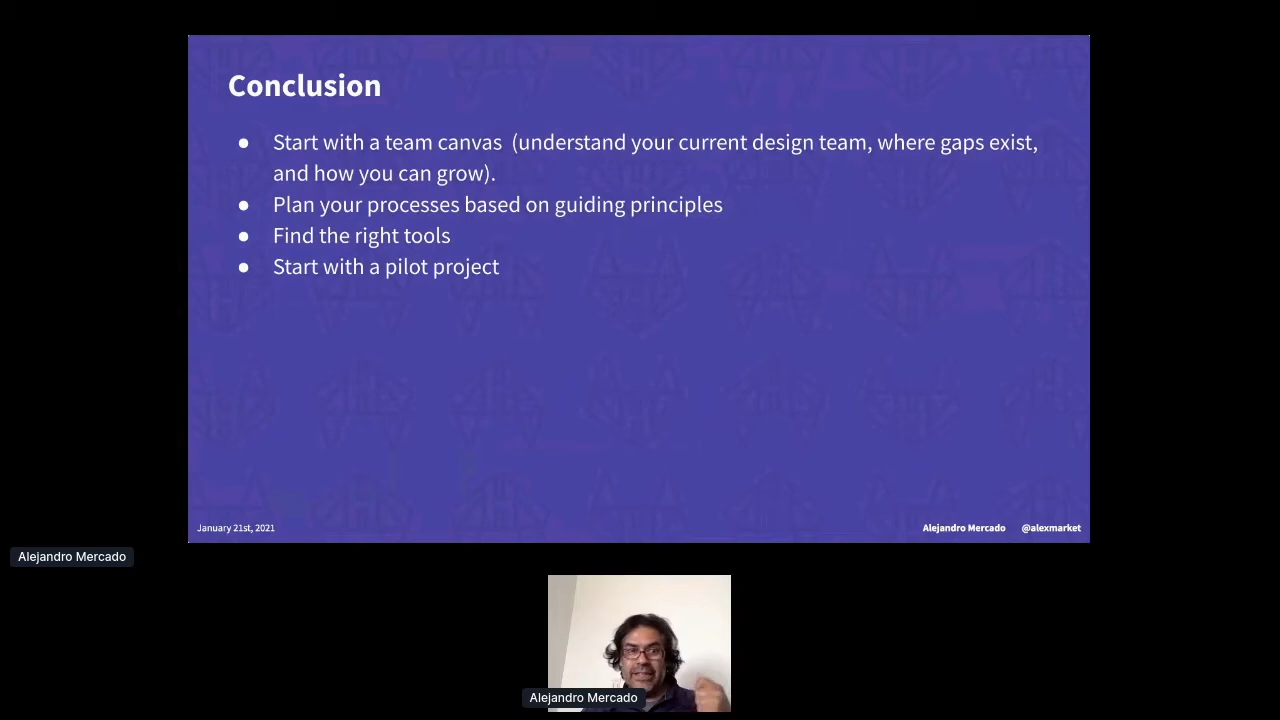 Conclusion
● Start with a team canvas (understand your current design team, where gaps exist,
and how you can grow).
● Plan your processes based on guiding principles
● Find the right tools
● Start with a pilot project
January 21st, 2021
Alejandro Mercado @alexmarket
Alejandro Mercado
Alejandro Mercado